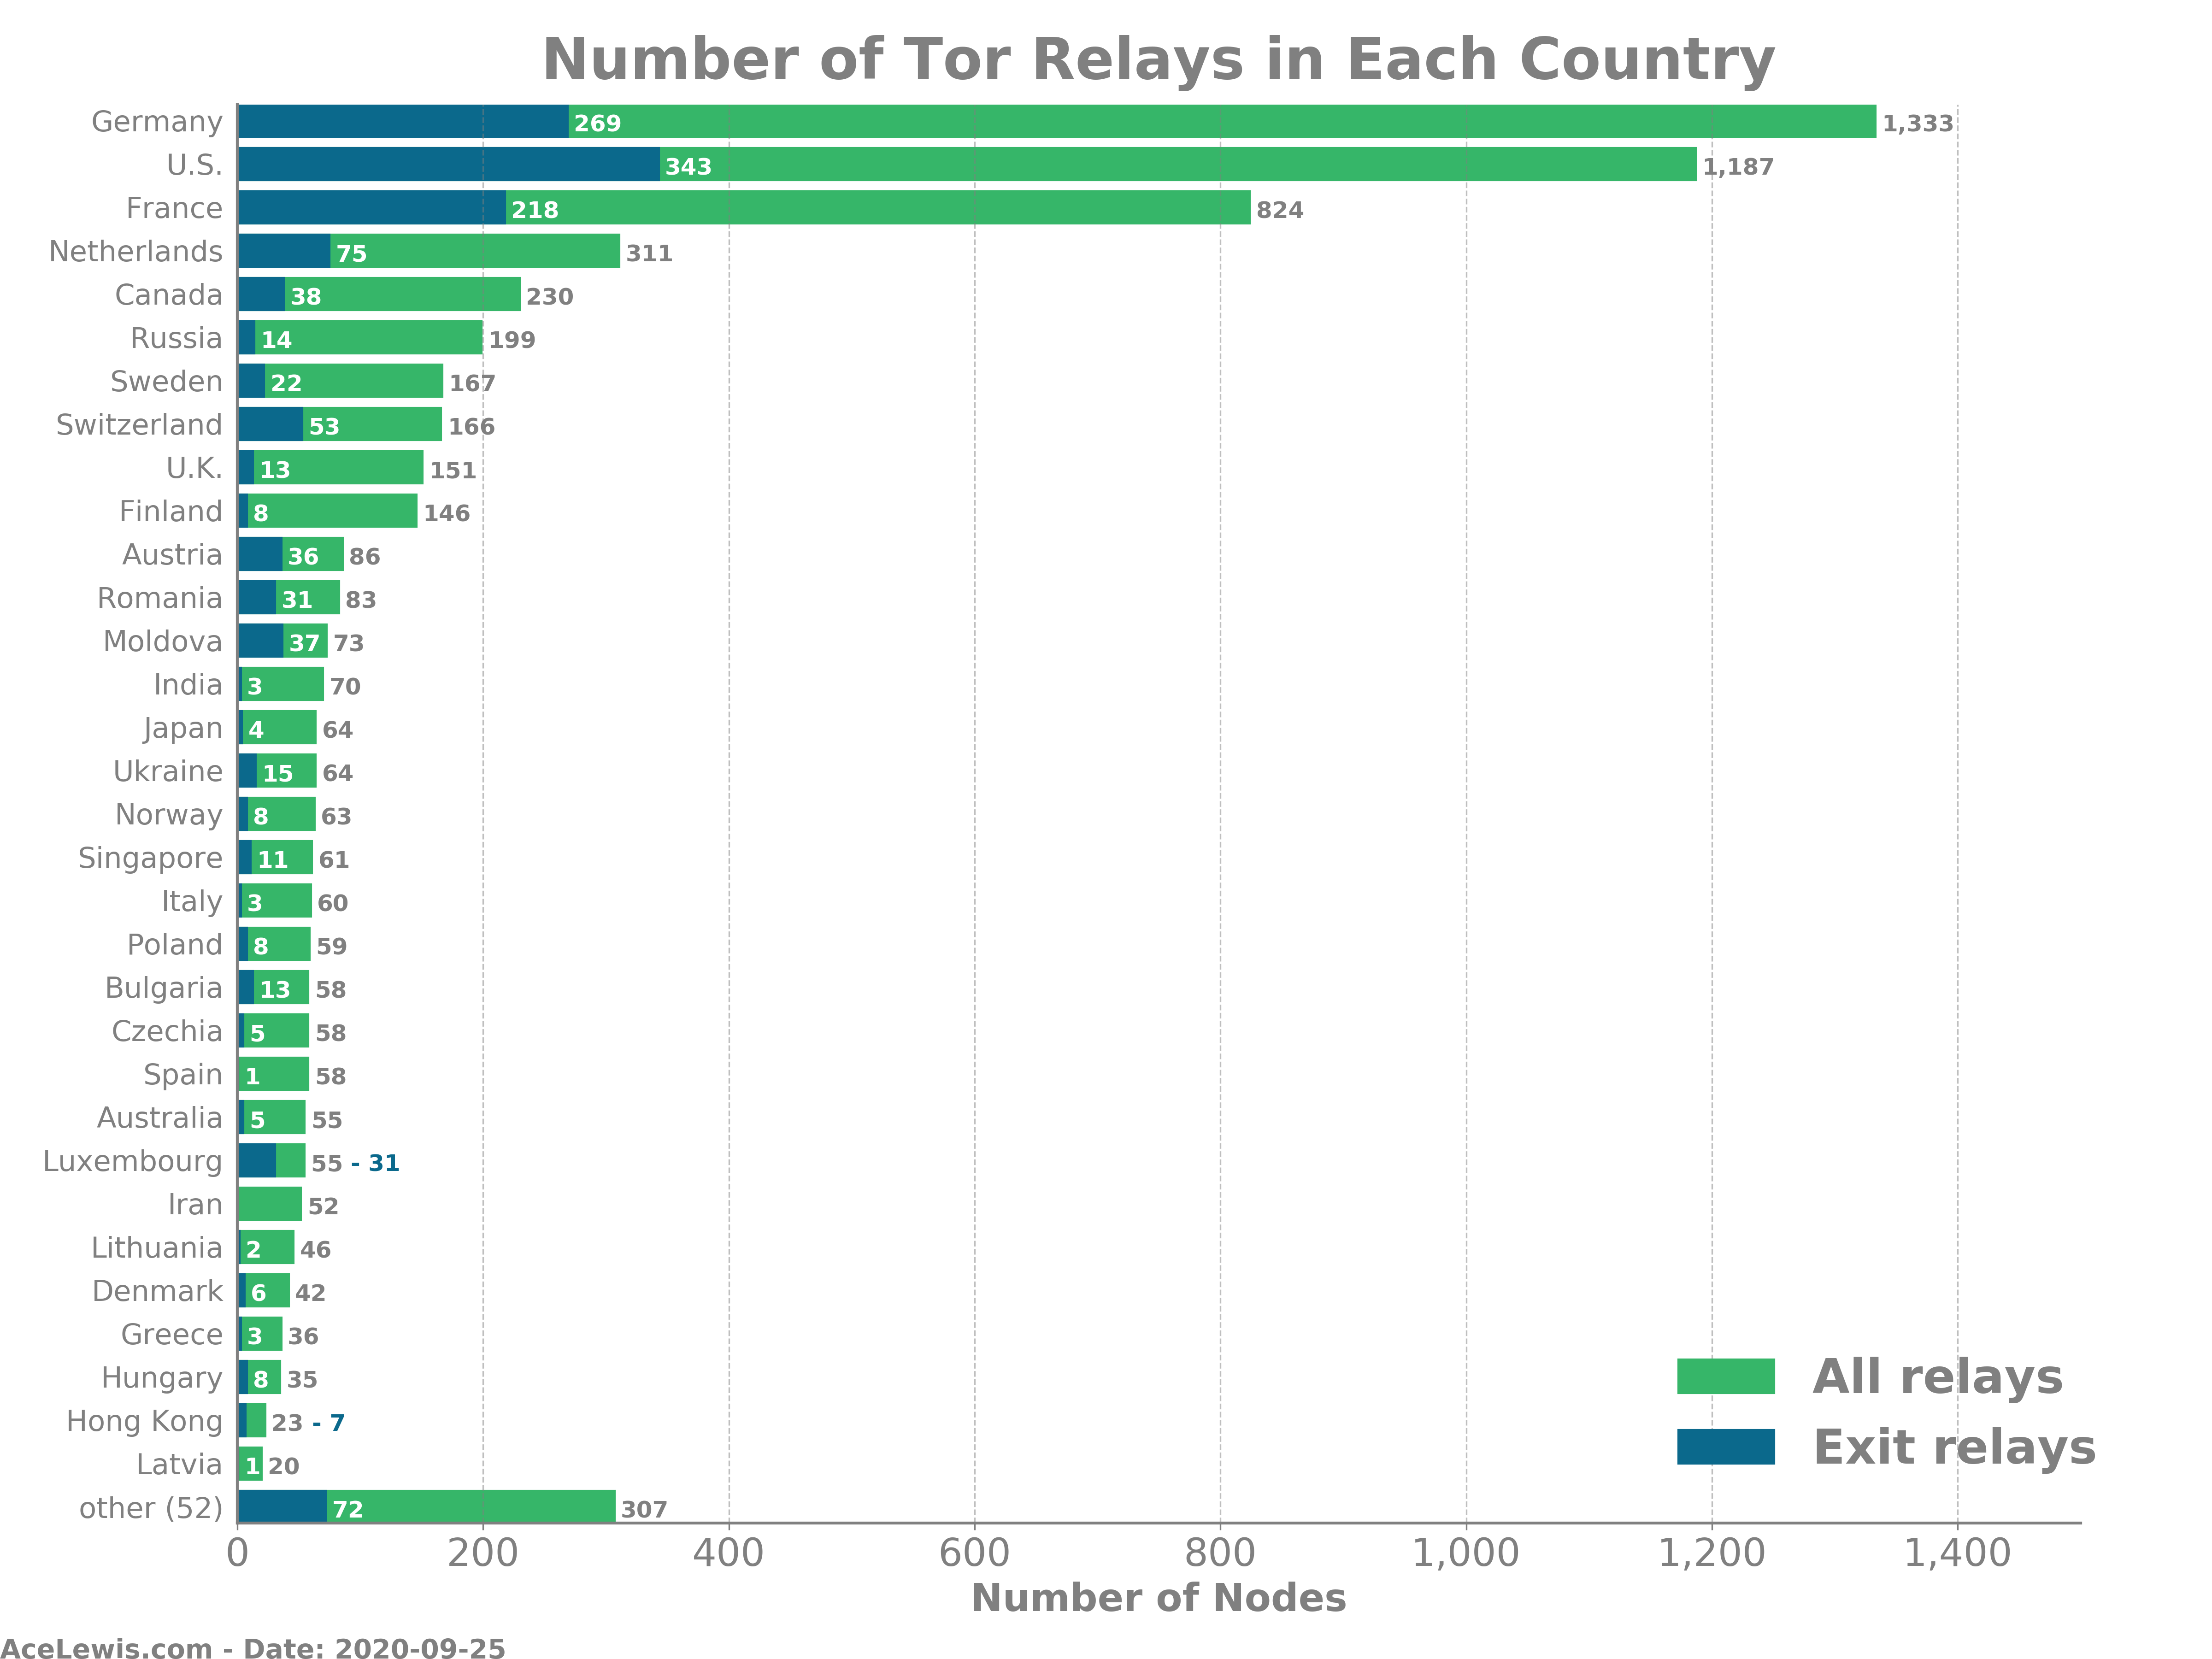 Number of Tor Relays in Each Country
Germany 269 1,333
U.S. 343 1,187
France 218 824
Netherlands 75 311
Canada 38 230
Russia 14 199
Sweden 22 167
Switzerland 53 166
U.K. 13 151
Finland 8 146
Austria 36 86
Romania 31 83
Moldova 37 73
India 3 70
Japan 4 64
Ukraine 15 64
Norway 8 63
Singapore 11 61
Italy 3 60
Poland 8 59
Bulgaria 13 58
Czechia 5 58
Spain 1 58
Australia 5 55
Luxembourg 55 - 31
Iran 52
Lithuania 2 46
Denmark 6 42
Greece 3 36
Hungary 8 35
Hong Kong 23 - 7
Latvia 1 20
other (52) 72 307
All relays
Exit relays
0 200 400 600 800 1,000 1,200 1,400
Number of Nodes
AceLewis.com - Date: 2020-09-25